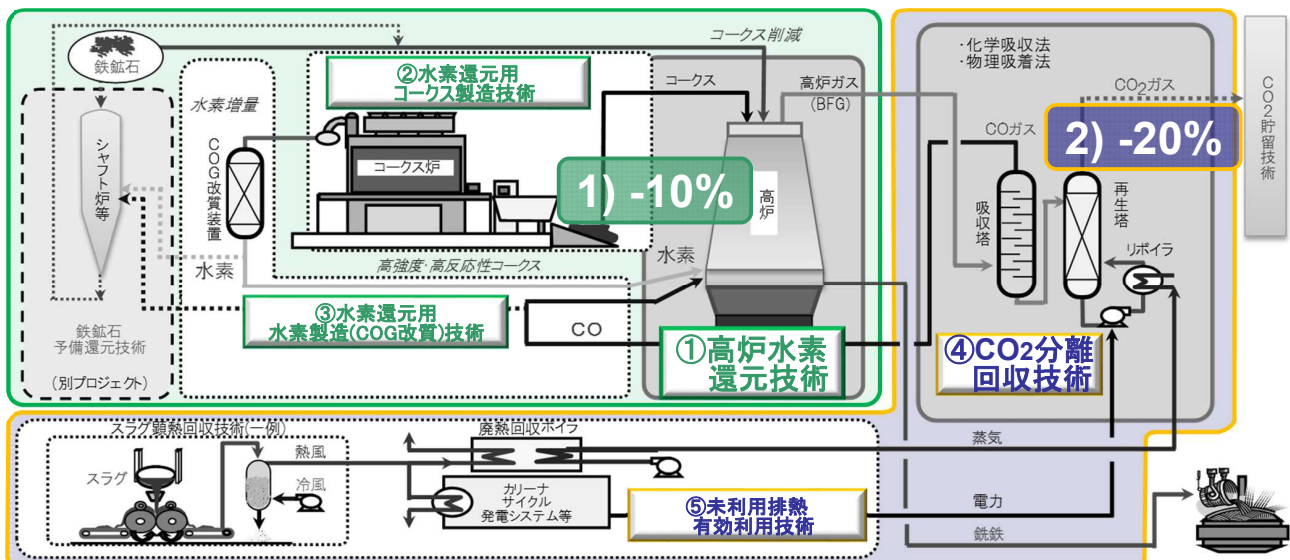 鉄鉱石
コークス削減
②水素還元用
コークス製造技術
水素増量
コークス
高炉ガス
(BFG)
・化学吸収法
・物理吸着法
CO2ガス
COガス
2) -20%
CO2貯留技術
シャフト炉等
COG改質装置
コークス炉
1) -10%
高炉
吸収塔
再生塔
リボイラ
水素
水素
高強度・高反応性コークス
③水素還元用
水素製造(COG改質)技術
CO
鉄鉱石
予備還元技術
(別プロジェクト)
①高炉水素
還元技術
④CO2分離
回収技術
スラグ顕熱回収技術(一例)
廃熱回収ボイラ
蒸気
スラグ
熱風
冷風
カリーナ
サイクル
発電システム等
⑤未利用排熱
有効利用技術
電力
銑鉄